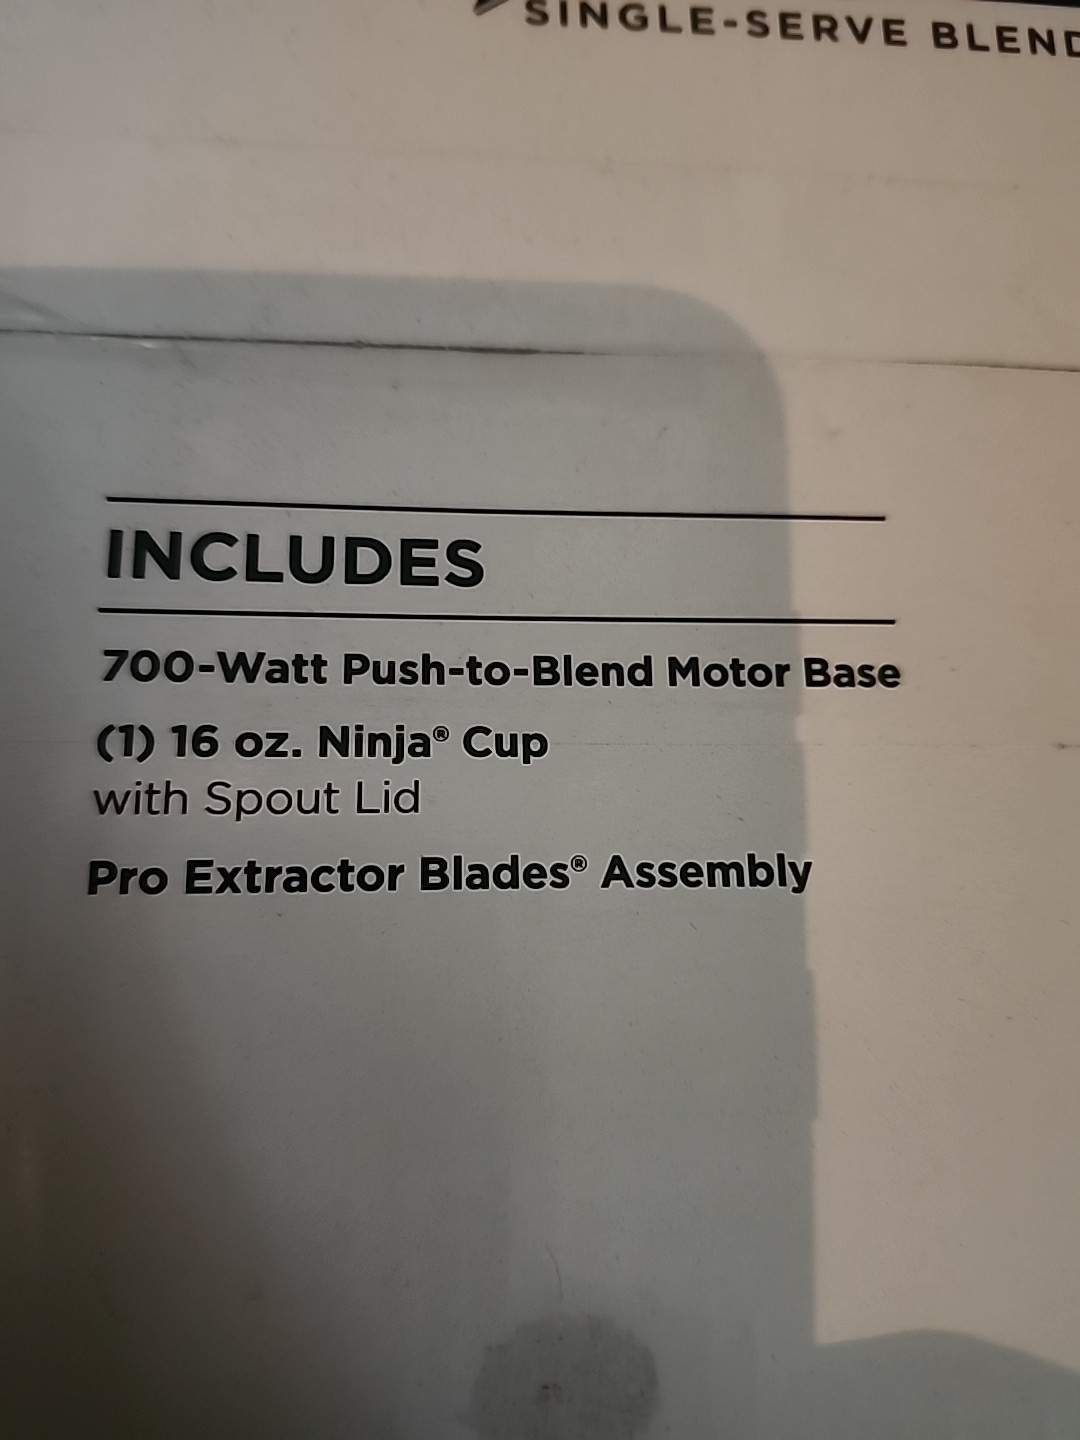 SINGLE-SERVE
INCLUDES
700-Watt Push-to-Blend Motor Base
(1) 16 oz. Ninja® Cup
with Spout Lid
Pro Extractor Blades® Assembly